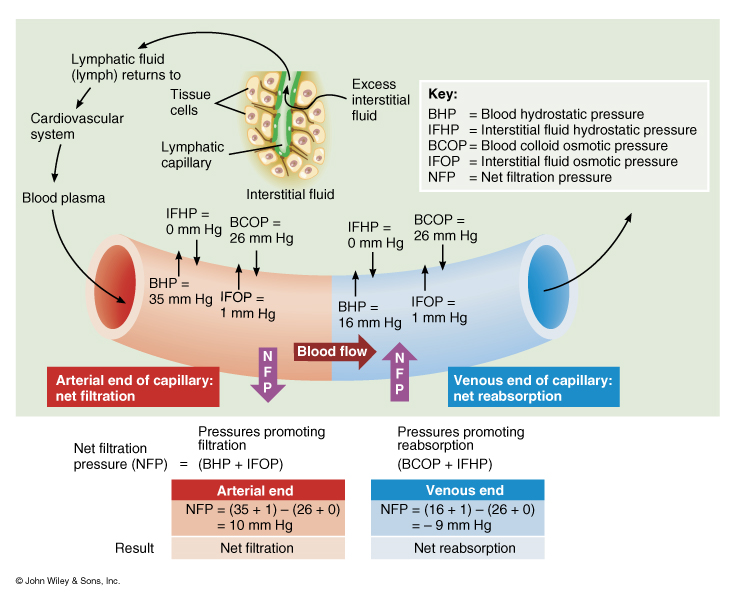 Lymphatic fluid
(lymph) returns to
Tissue
cells
Excess
interstitial
fluid
Cardiovascular
system
Lymphatic
capillary
Blood plasma
Interstitial fluid
Key:
BHP = Blood hydrostatic pressure
IFHP = Interstitial fluid hydrostatic pressure
BCOP = Blood colloid osmotic pressure
IFOP = Interstitial fluid osmotic pressure
NFP = Net filtration pressure
IFHP =
0 mm Hg
BCOP =
26 mm Hg
BHP =
35 mm Hg
IFOP =
1 mm Hg
IFHP =
0 mm Hg
BCOP =
26 mm Hg
BHP =
16 mm Hg
IFOP =
1 mm Hg
Blood flow
N
F
P
N
F
P
Arterial end of capillary:
net filtration
Venous end of capillary:
net reabsorption
Pressures promoting
filtration
Pressures promoting
reabsorption
Net filtration
pressure (NFP) = (BHP + IFOP)
(BCOP + IFHP)
Arterial end
NFP = (35 + 1) – (26 + 0)
= 10 mm Hg
Venous end
NFP = (16 + 1) – (26 + 0)
= – 9 mm Hg
Result
Net filtration
Net reabsorption
© John Wiley & Sons, Inc.